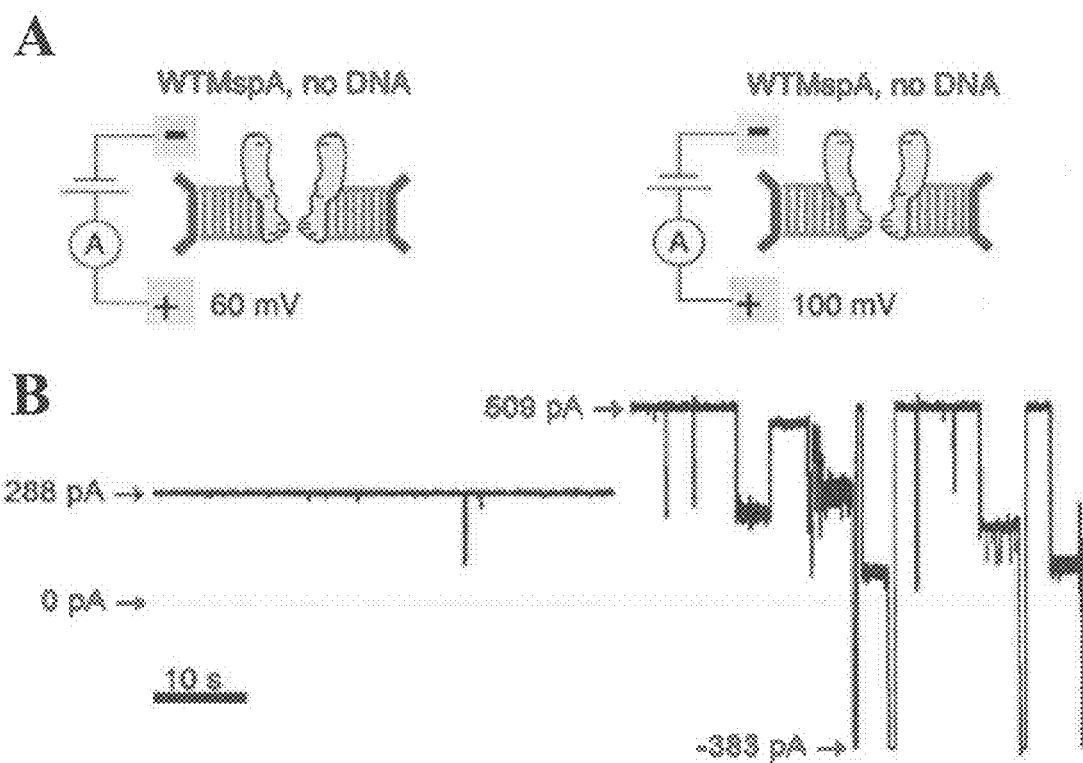 A
WTMspA, no DNA
WTMspA, no DNA
-
-
A
A
+
60 mV
+
100 mV
B
509 pA →
288 pA →
0 pA →
10 s
-383 pA →